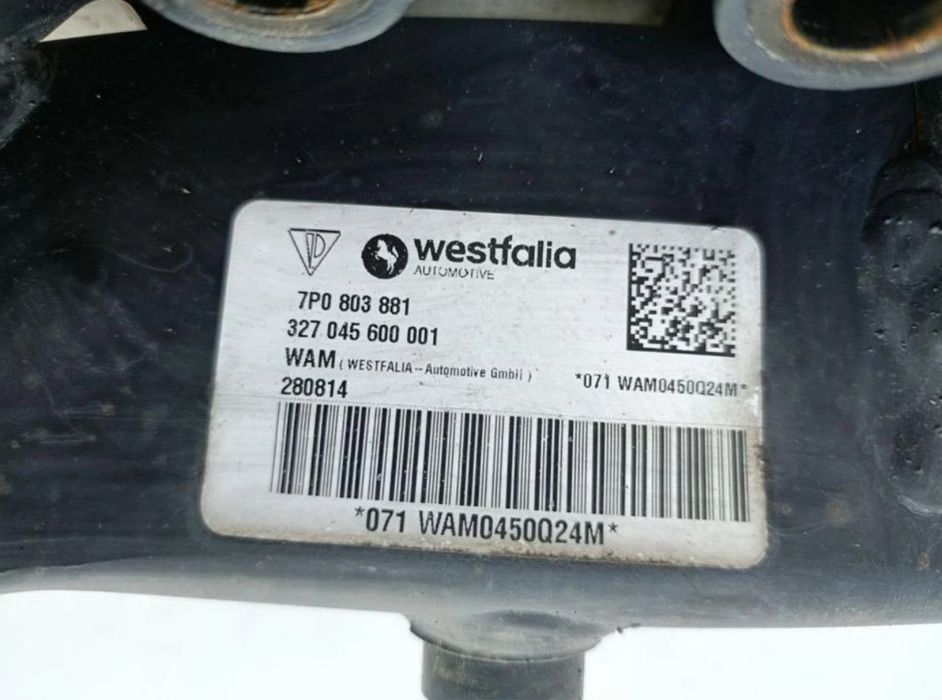 westfalia
AUTOMOTIVE
7P0 803 881
327 045 600 001
WAM ( WESTFALIA -- Automotive GmbH )
280814
*071 WAM0450Q24M*
*071 WAM0450Q24M*